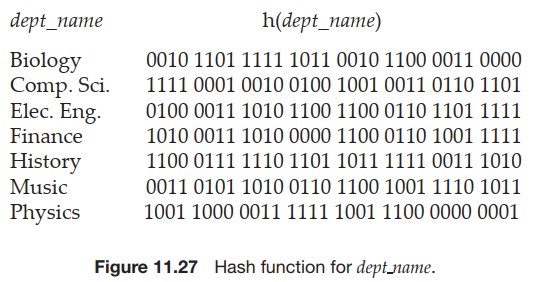 dept_name h(dept_name)
Biology 0010 1101 1111 1011 0010 1100 0011 0000
Comp. Sci. 1111 0001 0010 0100 1001 0011 0110 1101
Elec. Eng. 0100 0011 1010 1100 1100 0110 1101 1111
Finance 1010 0011 1010 0000 1100 0110 1001 1111
History 1100 0111 1110 1101 1011 1111 0011 1010
Music 0011 0101 1010 0110 1100 1001 1110 1011
Physics 1001 1000 0011 1111 1001 1100 0000 0001
Figure 11.27 Hash function for dept_name.